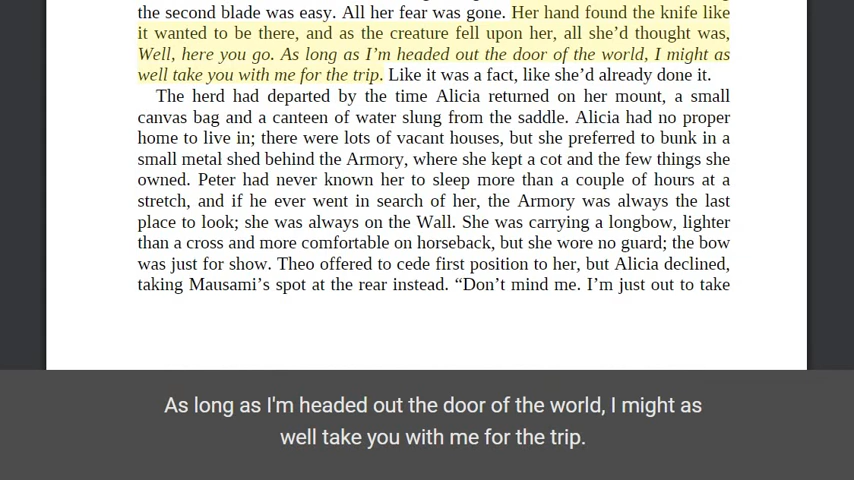 the second blade was easy. All her fear was gone. Her hand found the knife like
it wanted to be there, and as the creature fell upon her, all she’d thought was,
Well, here you go. As long as I’m headed out the door of the world, I might as
well take you with me for the trip. Like it was a fact, like she’d already done it.
The herd had departed by the time Alicia returned on her mount, a small
canvas bag and a canteen of water slung from the saddle. Alicia had no proper
home to live in; there were lots of vacant houses, but she preferred to bunk in a
small metal shed behind the Armory, where she kept a cot and the few things she
owned. Peter had never known her to sleep more than a couple of hours at a
stretch, and if he ever went in search of her, the Armory was always the last
place to look; she was always on the Wall. She was carrying a longbow, lighter
than a cross and more comfortable on horseback, but she wore no guard; the bow
was just for show. Theo offered to cede first position to her, but Alicia declined,
taking Mausami’s spot at the rear instead. “Don’t mind me. I’m just out to take
As long as I'm headed out the door of the world, I might as
well take you with me for the trip.